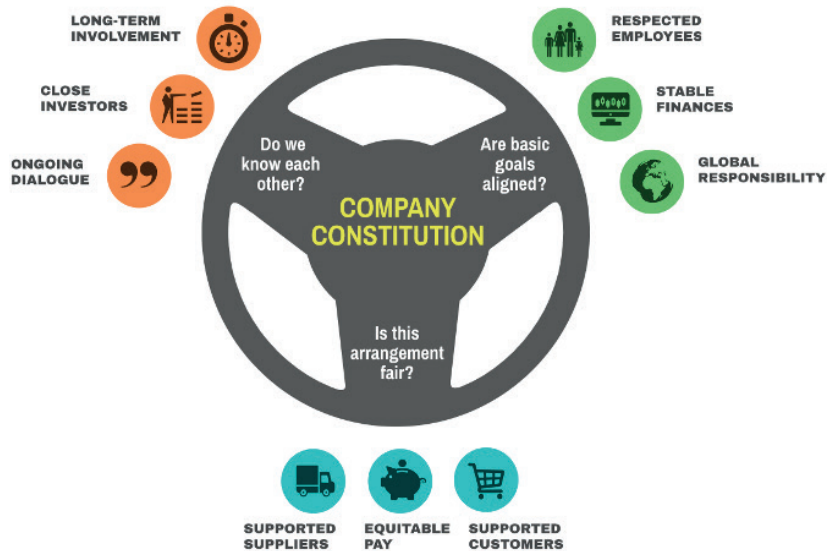 LONG-TERM
INVOLVEMENT
CLOSE
INVESTORS
ONGOING
DIALOGUE
RESPECTED
EMPLOYEES
STABLE
FINANCES
GLOBAL
RESPONSIBILITY
Do we
know each
other?
Are basic
goals
aligned?
COMPANY
CONSTITUTION
Is this
arrangement
fair?
SUPPORTED
SUPPLIERS
EQUITABLE
PAY
SUPPORTED
CUSTOMERS